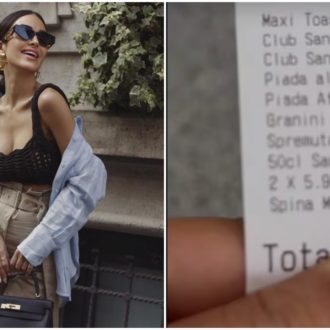 Maxi Toa
Club San
Club San
Piada al
Piada Af
Granini
Spremut
50cl Sa
2 X 5.9
Spina M
Tota